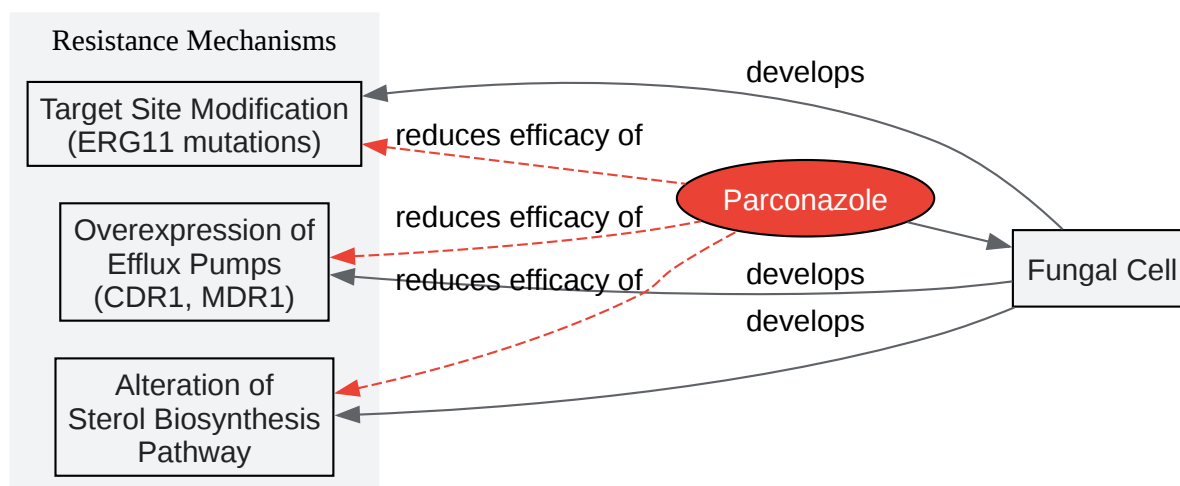 Resistance Mechanisms
Target Site Modification
(ERG11 mutations)
Overexpression of
Efflux Pumps
(CDR1, MDR1)
Alteration of
Sterol Biosynthesis
Pathway
reduces efficacy of
reduces efficacy of
reduces efficacy of
Parconazole
develops
develops
develops
Fungal Cell